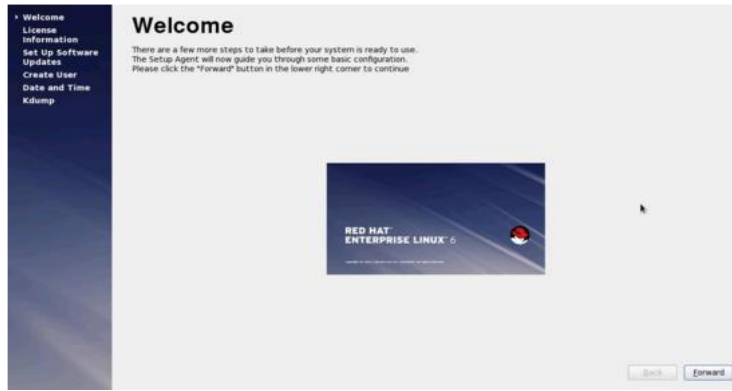 Welcome
License
Information
Set Up Software
Updates
Create User
Date and Time
Kdump
Welcome
There are a few more steps to take before your system is ready to use.
The Setup Agent will now guide you through some basic configuration.
Please click the "Forward" button in the lower right corner to continue
RED HAT
ENTERPRISE LINUX 6
Back
Forward